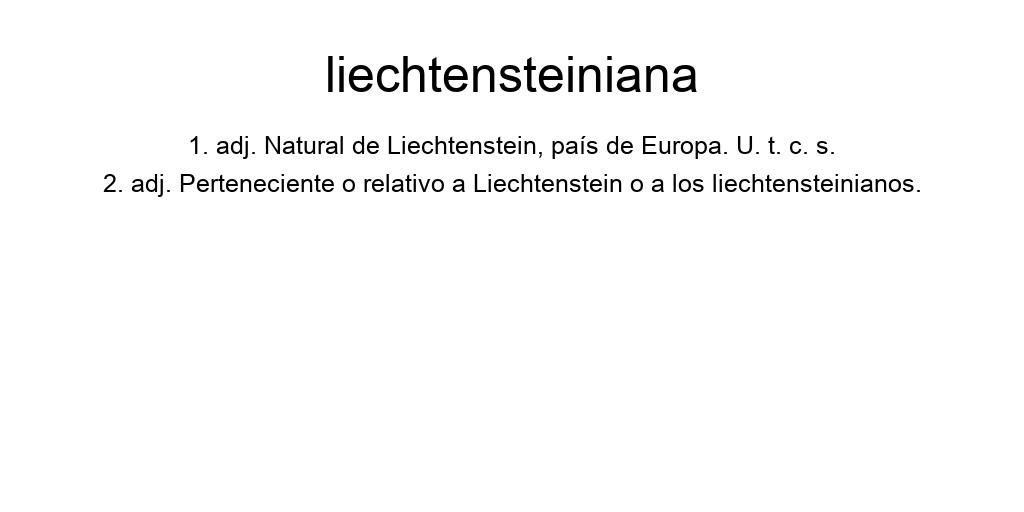 liechtensteiniana
1. adj. Natural de Liechtenstein, país de Europa. U. t. c. s.
2. adj. Perteneciente o relativo a Liechtenstein o a los liechtensteinianos.